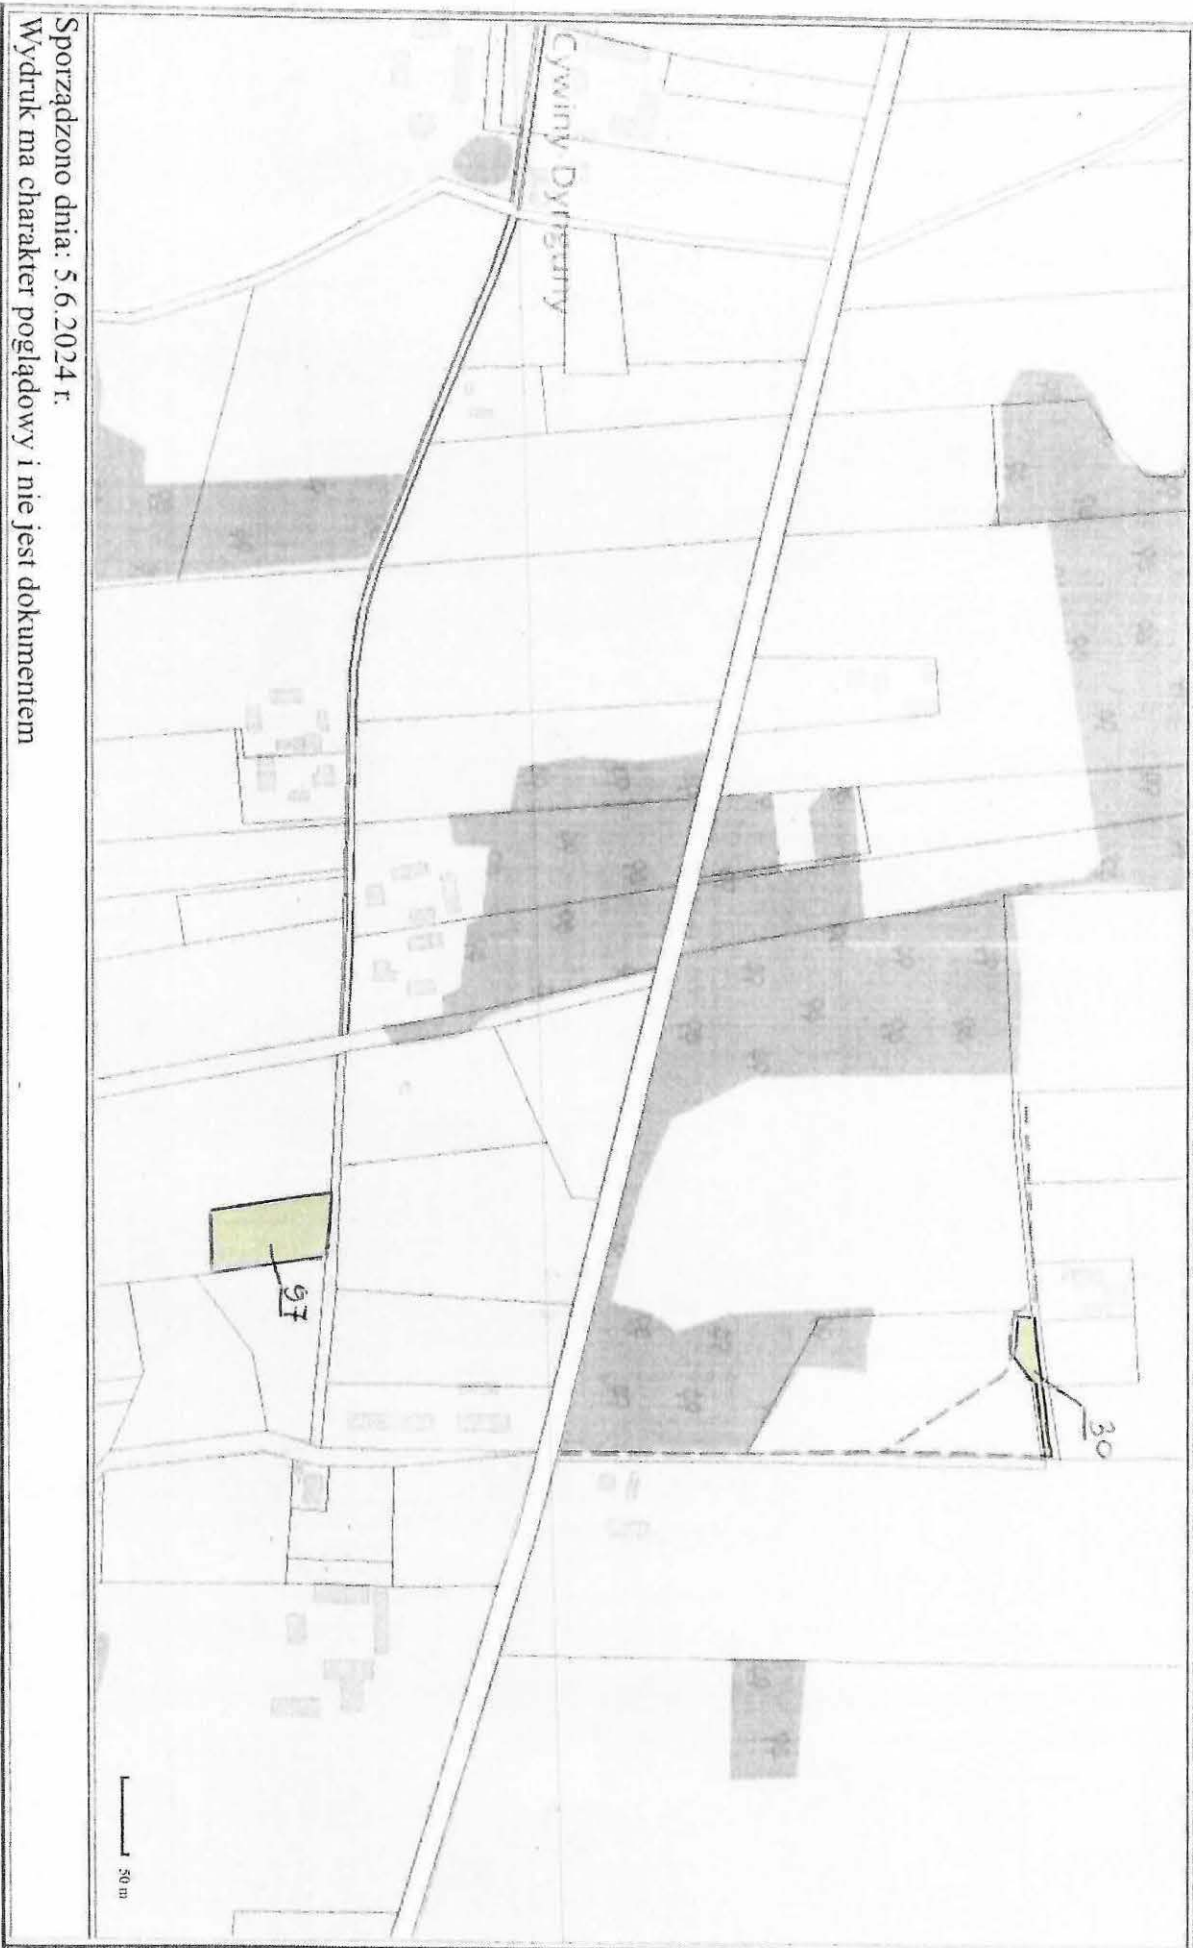 Cywiny Dynguny
30
97
50 m
Sporządzono dnia: 5.6.2024 r.
Wydruk ma charakter poglądowy i nie jest dokumentem